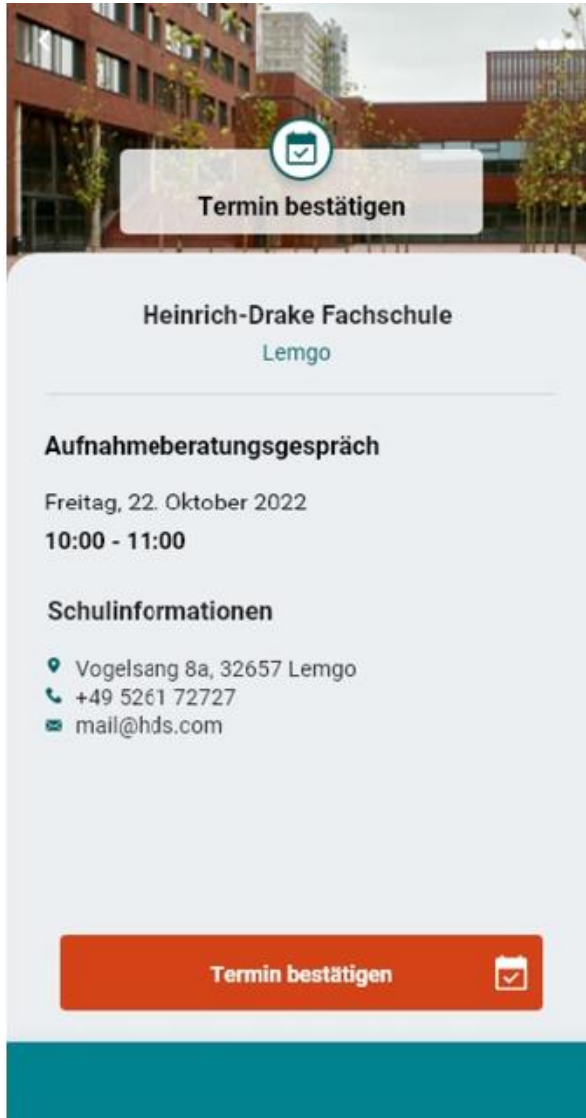 Termin bestätigen
Heinrich-Drake Fachschule
Lemgo
Aufnahmeberatungsgespräch
Freitag, 22. Oktober 2022
10:00 - 11:00
Schulinformationen
Vogelsang 8a, 32657 Lemgo
+49 5261 72727
mail@hds.com
Termin bestätigen